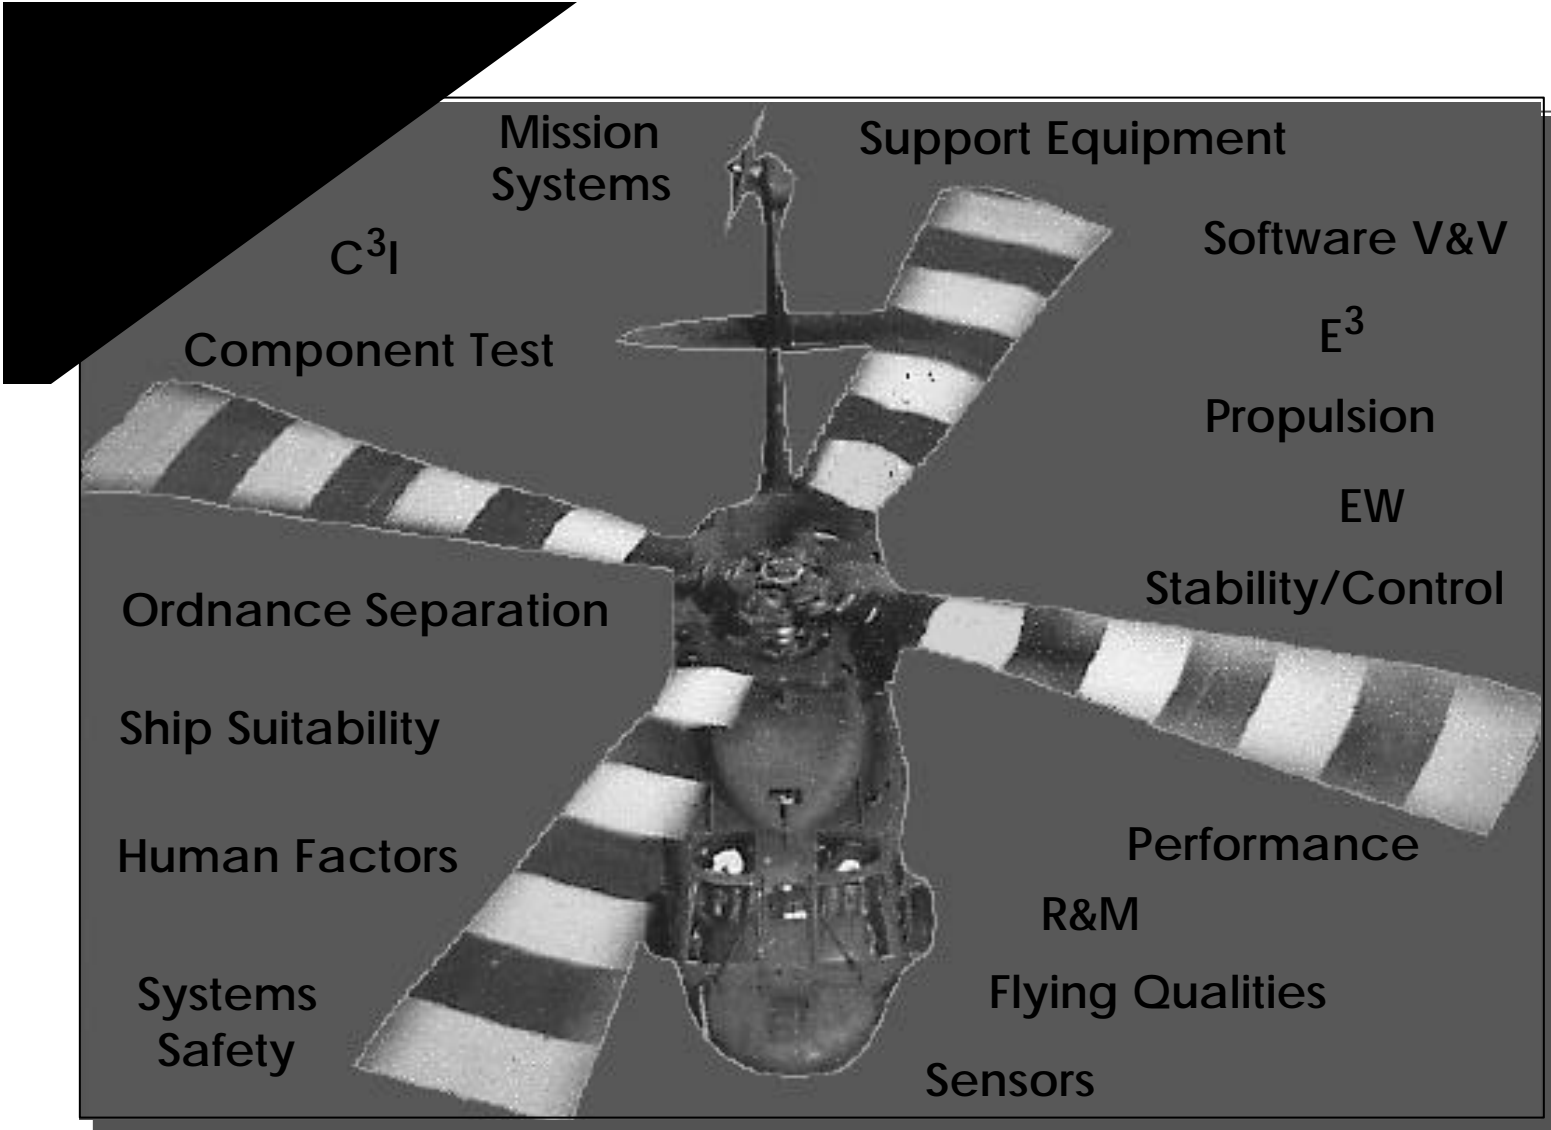 Mission
Systems
Support Equipment
C³I
Software V&V
Component Test
E³
Propulsion
EW
Ordnance Separation
Stability/Control
Ship Suitability
Human Factors
Performance
R&M
Systems
Safety
Flying Qualities
Sensors